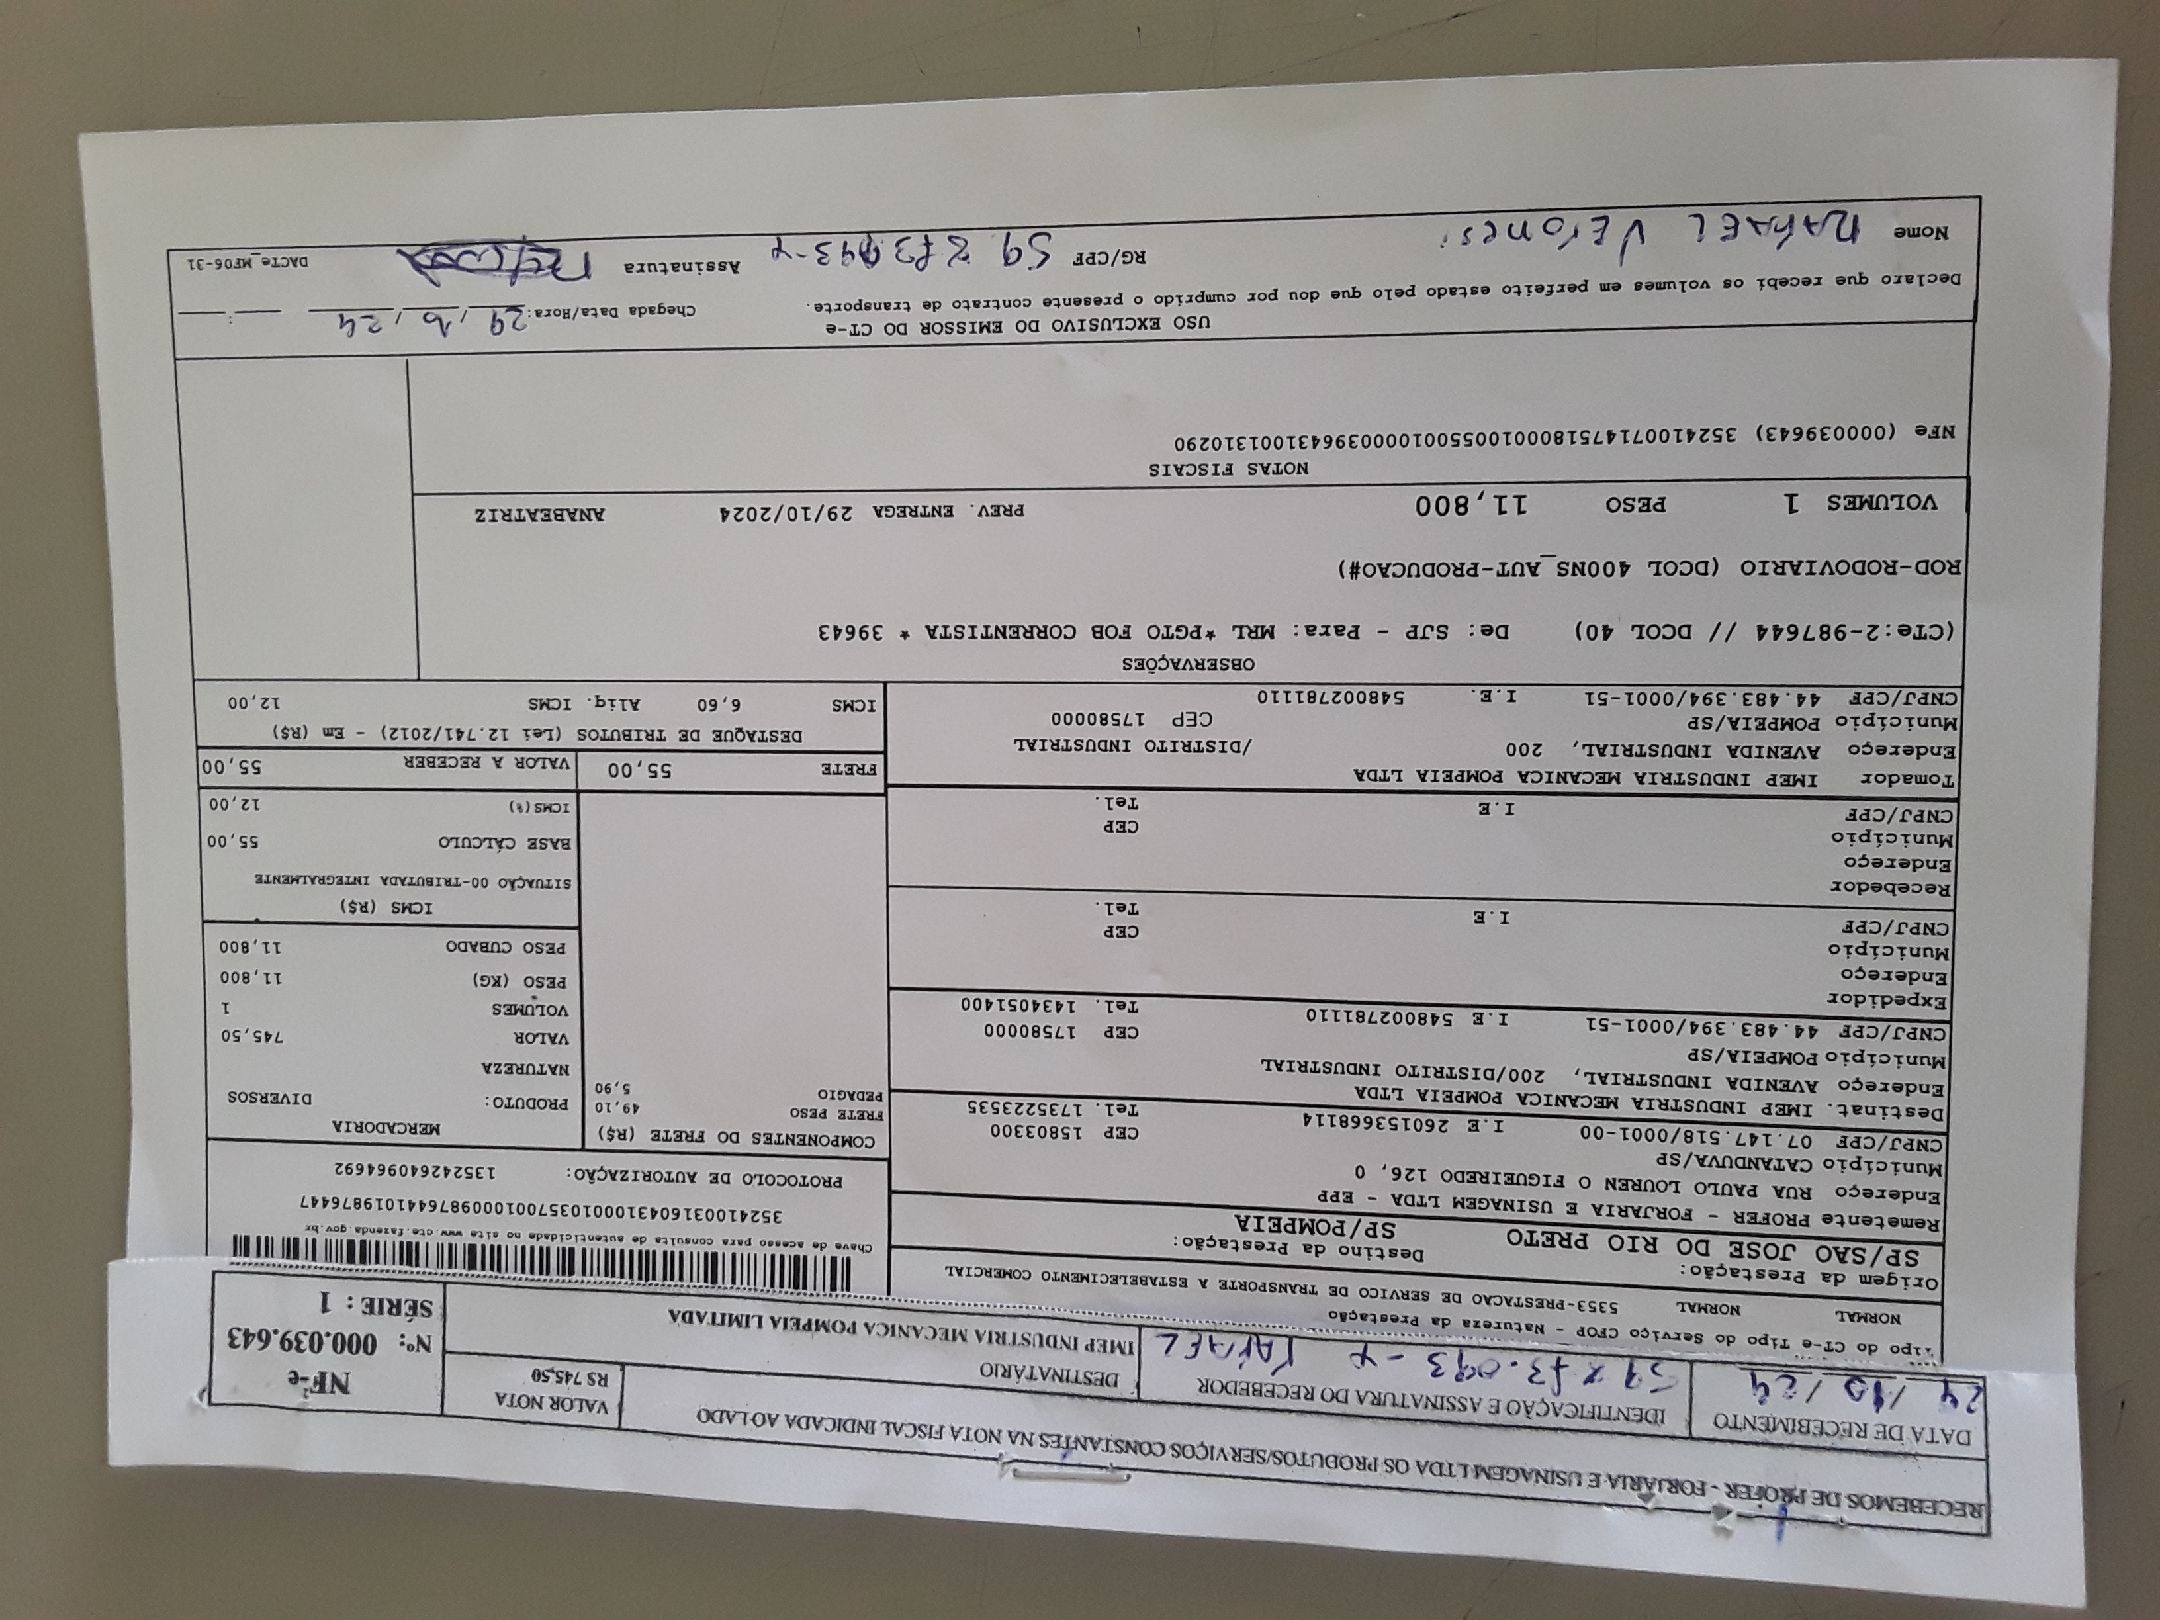 RECEBEMOS DE PROFER - FORJARIA E USINAGEM LTDA OS PRODUTOS/SERVIÇOS CONSTANTES NA NOTA FISCAL INDICADA AO LADO
DATA DE RECEBIMENTO
IDENTIFICAÇÃO E ASSINATURA DO RECEBEDOR
RAFAEL
DESTINATÁRIO
IMEP INDUSTRIA MECANICA POMPEIA LIMITADA
VALOR NOTA
R$ 745,50
NF-e
Nº: 000.039.643
SÉRIE: 1
Tipo do CT-e Tipo do Serviço CFOP - Natureza da Prestação
NORMAL NORMAL 5353-PRESTACAO DE SERVICO DE TRANSPORTE A ESTABELECIMENTO COMERCIAL
Origem da Prestação: Destino da Prestação:
SP/SAO JOSE DO RIO PRETO SP/POMPEIA
Chave de acesso para consulta de autenticidade no site www.cte.fazenda.gov.br
35241003160431000103570010009876441019876447
PROTOCOLO DE AUTORIZAÇÃO: 135242640964692
Remetente PROFER - FORJARIA E USINAGEM LTDA - EPP
Endereço RUA PAULO LOUREN O FIGUEIREDO 126, 0
Município CATANDUVA/SP CEP 15803300
CNPJ/CPF 07.147.518/0001-00 I.E 260153668114 Tel. 1735223535
Destinat. IMEP INDUSTRIA MECANICA POMPEIA LTDA
Endereço AVENIDA INDUSTRIAL, 200/DISTRITO INDUSTRIAL
Município POMPEIA/SP CEP 17580000
CNPJ/CPF 44.483.394/0001-51 I.E 548002781110 Tel. 1434051400
Expedidor
Endereço
Município CEP
CNPJ/CPF I.E Tel.
Recebedor
Endereço
Município CEP
CNPJ/CPF I.E Tel.
Tomador IMEP INDUSTRIA MECANICA POMPEIA LTDA
Endereço AVENIDA INDUSTRIAL, 200 /DISTRITO INDUSTRIAL
Município POMPEIA/SP CEP 17580000
CNPJ/CPF 44.483.394/0001-51 I.E. 548002781110
COMPONENTES DO FRETE (R$)
FRETE PESO 49,10
PEDAGIO 5,90
MERCADORIA
PRODUTO: DIVERSOS
NATUREZA
VALOR 745,50
VOLUMES 1
PESO (KG) 11,800
PESO CUBADO 11,800
ICMS (R$)
SITUAÇÃO 00-TRIBUTADA INTEGRALMENTE
BASE CÁLCULO 55,00
ICMS(%) 12,00
FRETE 55,00 VALOR A RECEBER 55,00
DESTAQUE DE TRIBUTOS (Lei 12.741/2012) - Em (R$)
ICMS 6,60 Aliq. ICMS 12,00
OBSERVAÇÕES
(CTe:2-987644 // DCOL 40) De: SJP - Para: MRL *PGTO FOB CORRENTISTA * 39643
ROD-RODOVIARIO (DCOL 400NS_AUT-PRODUCAO#)
VOLUMES 1 PESO 11,800 PREV. ENTREGA 29/10/2024 ANABEATRIZ
NOTAS FISCAIS
NFe (000039643) 35241007147518000100550010000396431001310290
USO EXCLUSIVO DO EMISSOR DO CT-e
Declaro que recebi os volumes em perfeito estado pelo que dou por cumprido o presente contrato de transporte.
Chegada Data/Hora: 29/10/24
Nome RAFAEL VERONESI RG/CPF Assinatura
DACTe_MF06-31